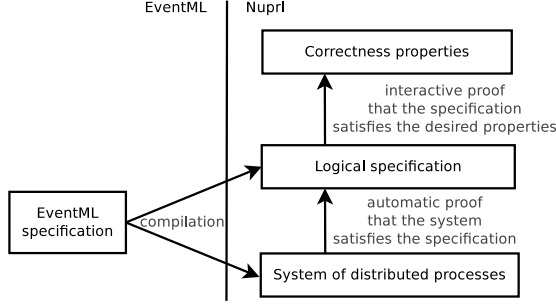 EventML
Nuprl
Correctness properties
interactive proof
that the specification
satisfies the desired properties
Logical specification
EventML
specification
compilation
automatic proof
that the system
satisfies the specification
System of distributed processes